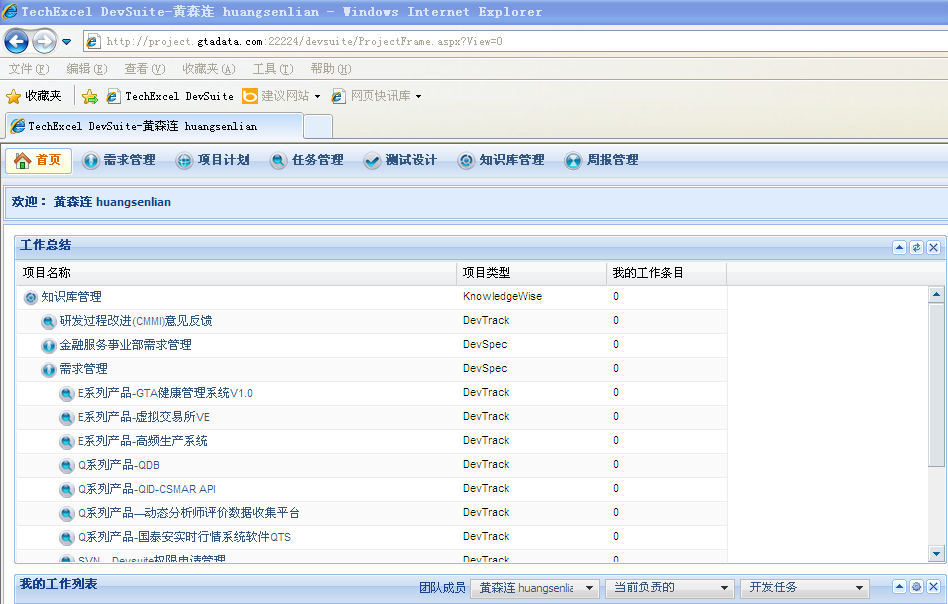 TechExcel DevSuite-黄森连 huangsenlian - Windows Internet Explorer
http://project.gtadata.com:22224/devsuite/ProjectFrame.aspx?View=0
文件(F) 编辑(E) 查看(V) 收藏夹(A) 工具(T) 帮助(H)
收藏夹 TechExcel DevSuite 建议网站 网页快讯库
TechExcel DevSuite-黄森连 huangsenlian
首页 需求管理 项目计划 任务管理 测试设计 知识库管理 周报管理
欢迎： 黄森连 huangsenlian
工作总结
项目名称 项目类型 我的工作条目
知识库管理 KnowledgeWise 0
研发过程改进(CMMI)意见反馈 DevTrack 0
金融服务事业部需求管理 DevSpec 0
需求管理 DevSpec 0
E系列产品-GTA健康管理系统V1.0 DevTrack 0
E系列产品-虚拟交易所VE DevTrack 0
E系列产品-高频生产系统 DevTrack 0
Q系列产品-QDB DevTrack 0
Q系列产品-QID-CSMAR API DevTrack 0
Q系列产品—动态分析师评价数据收集平台 DevTrack 0
Q系列产品-国泰安实时行情系统软件QTS DevTrack 0
SVN、Devsuite权限申请管理 DevTrack 0
我的工作列表 团队成员 黄森连 huangsenlia 当前负责的 开发任务